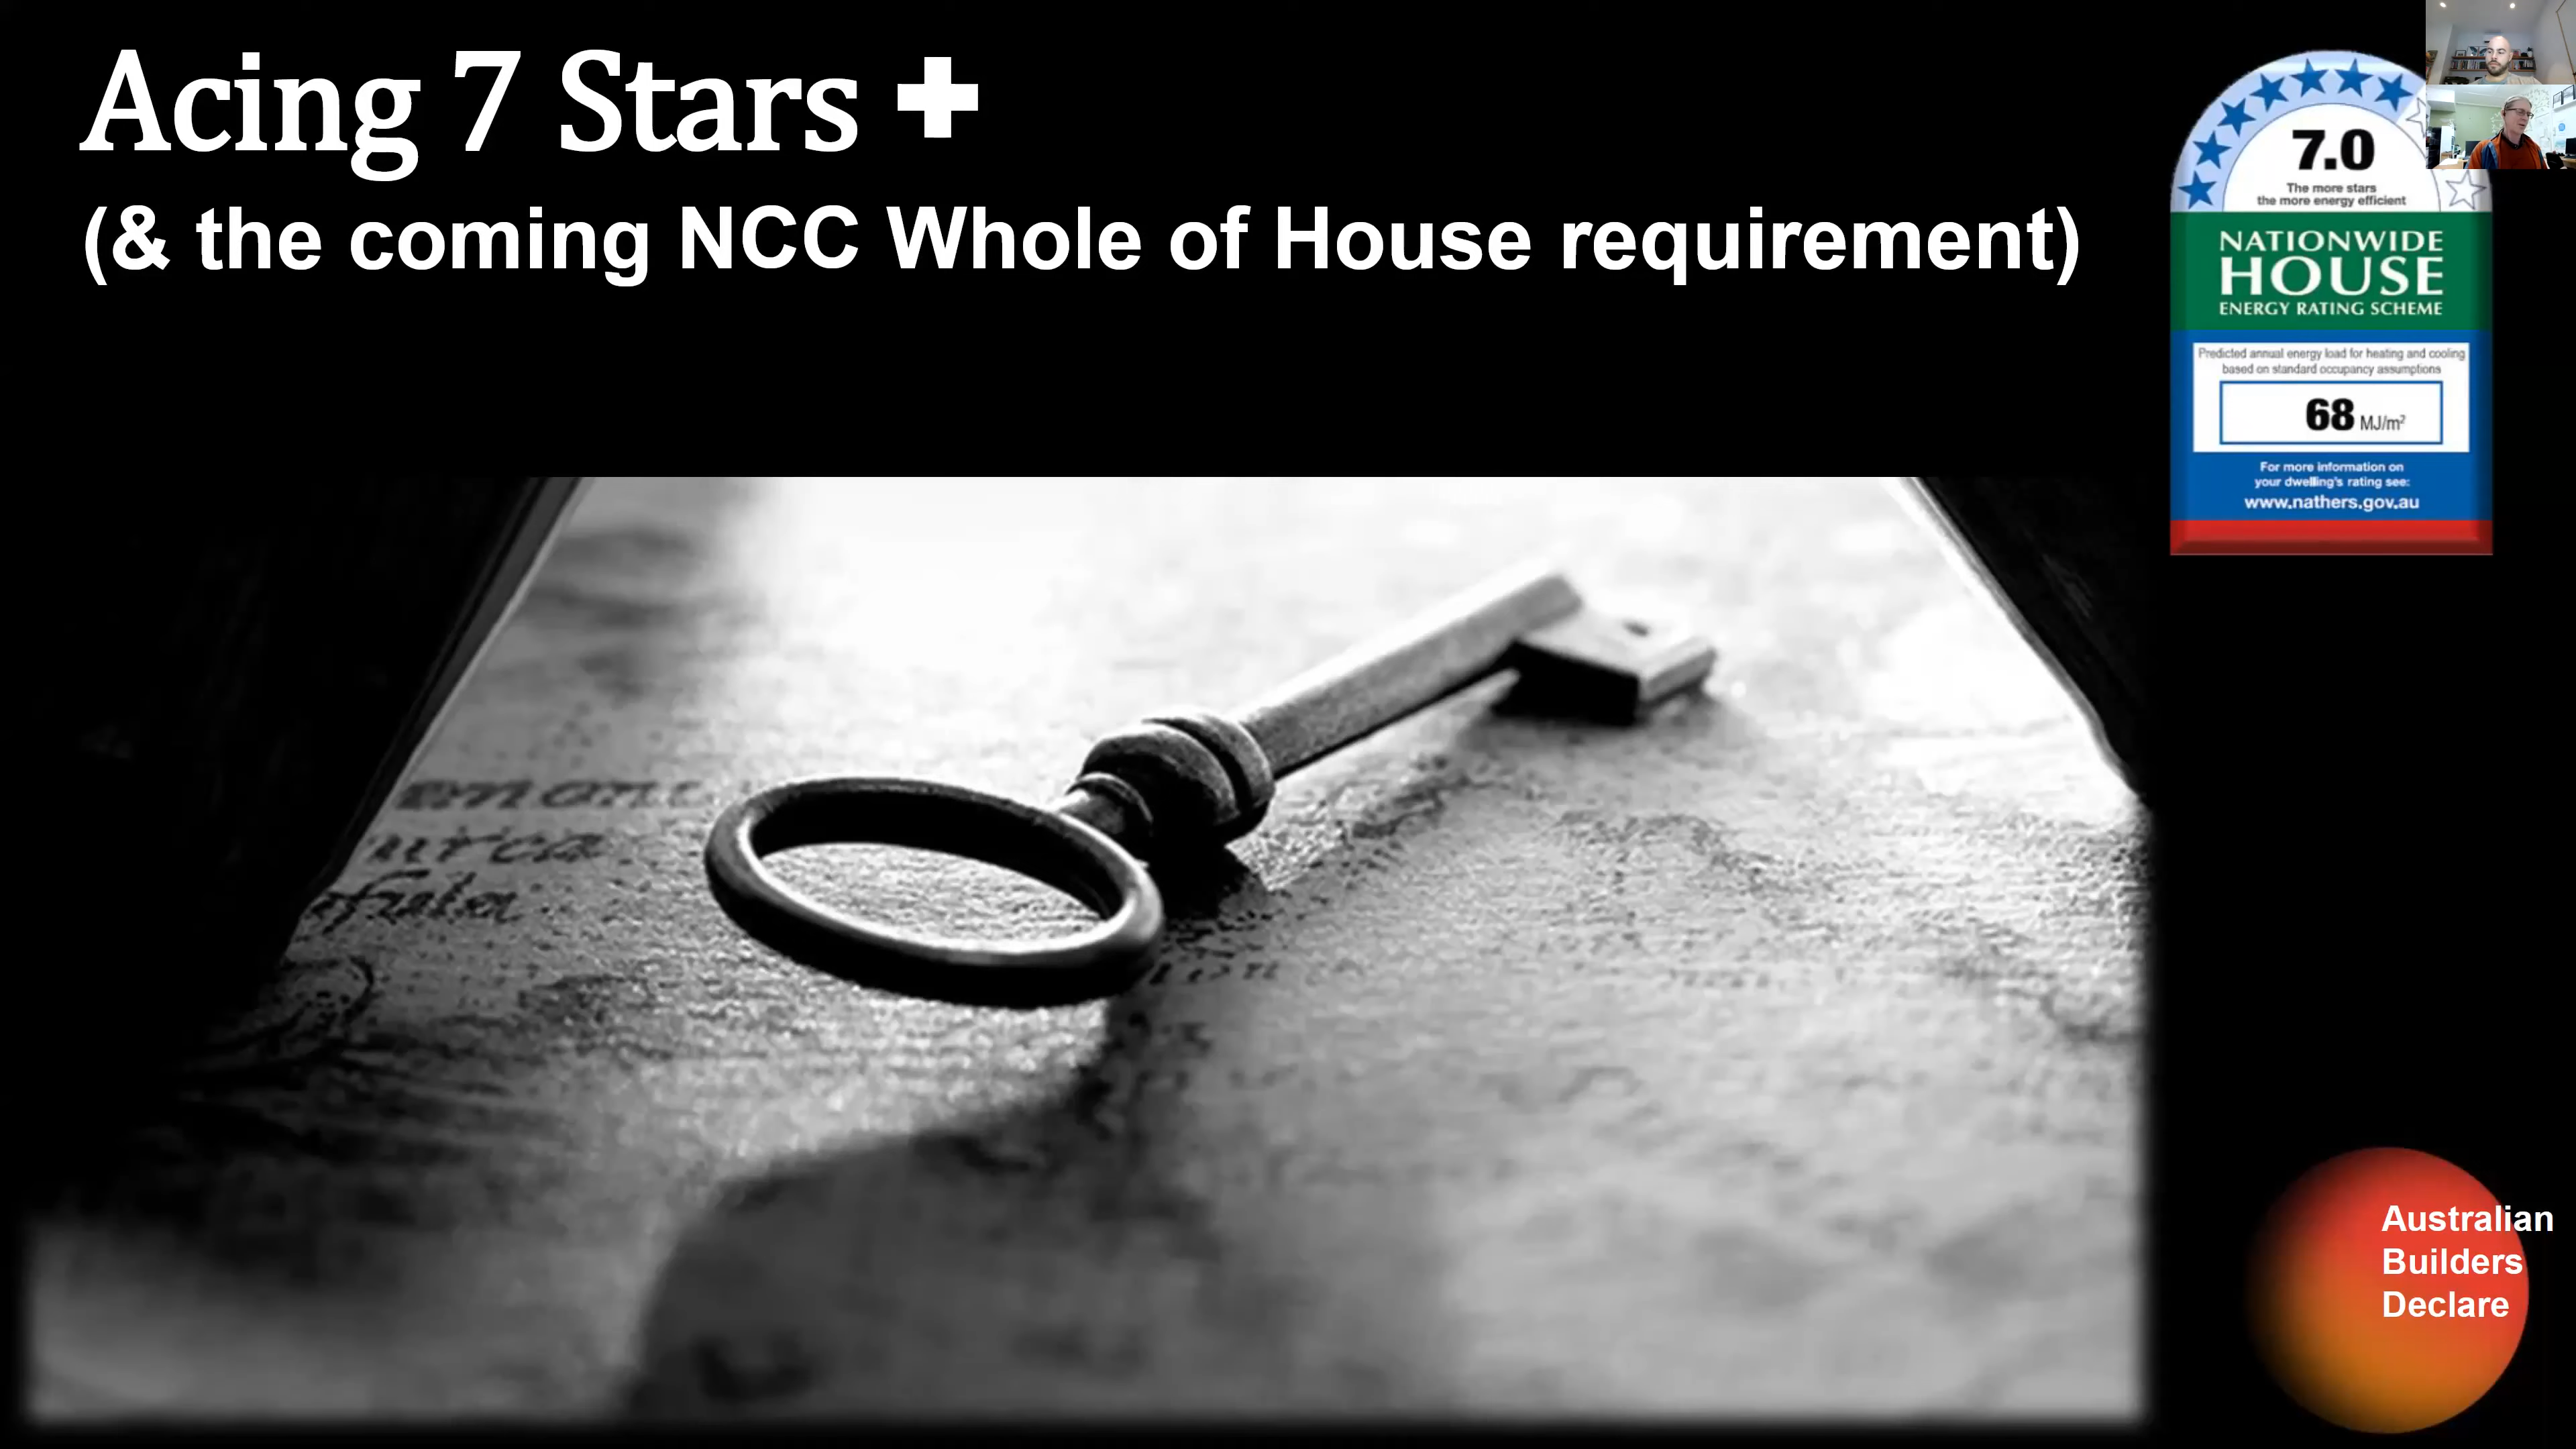 Acing 7 Stars +
(& the coming NCC Whole of House requirement)
7.0
The more stars
the more energy efficient
NATIONWIDE
HOUSE
ENERGY RATING SCHEME
Predicted annual energy load for heating and cooling
based on standard occupancy assumptions
68 MJ/m²
For more information on
your dwelling's rating see:
www.nathers.gov.au
Australian
Builders
Declare